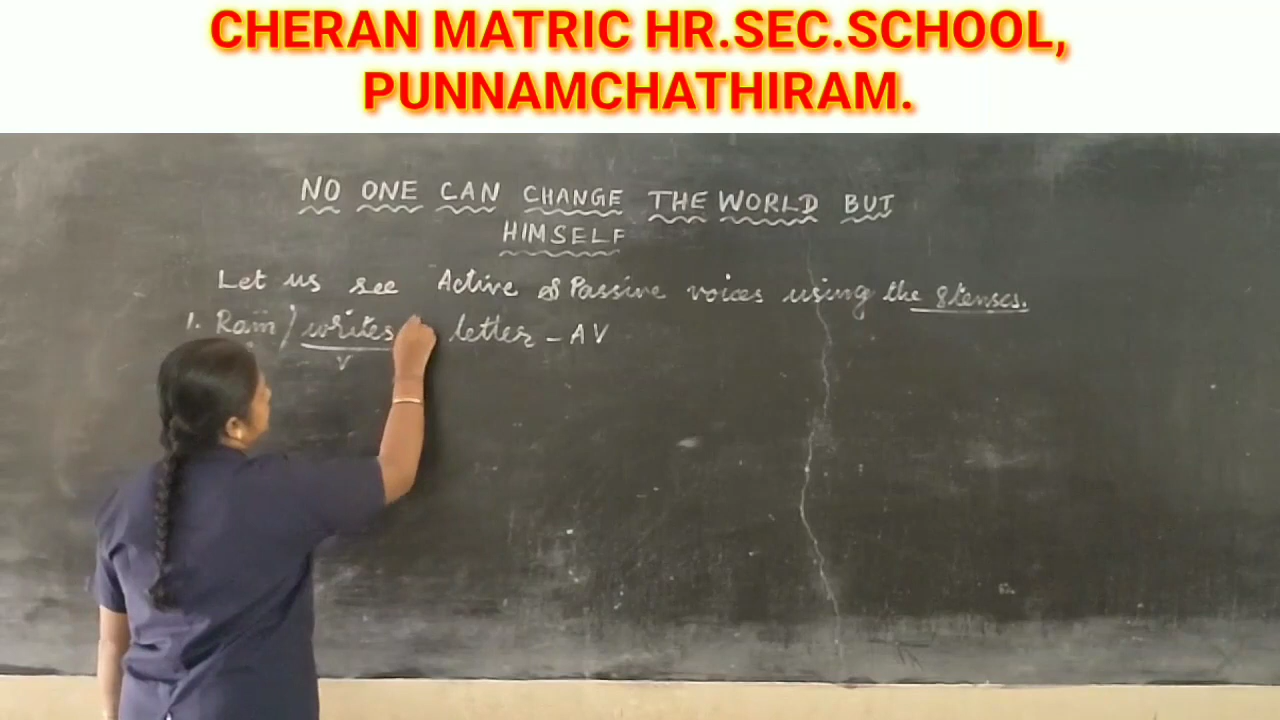 CHERAN MATRIC HR.SEC.SCHOOL,
PUNNAMCHATHIRAM.
NO ONE CAN CHANGE THE WORLD BUT
HIMSELF
Let us see Active & Passive voices using the tenses.
1. Ram / writes letter - AV
V